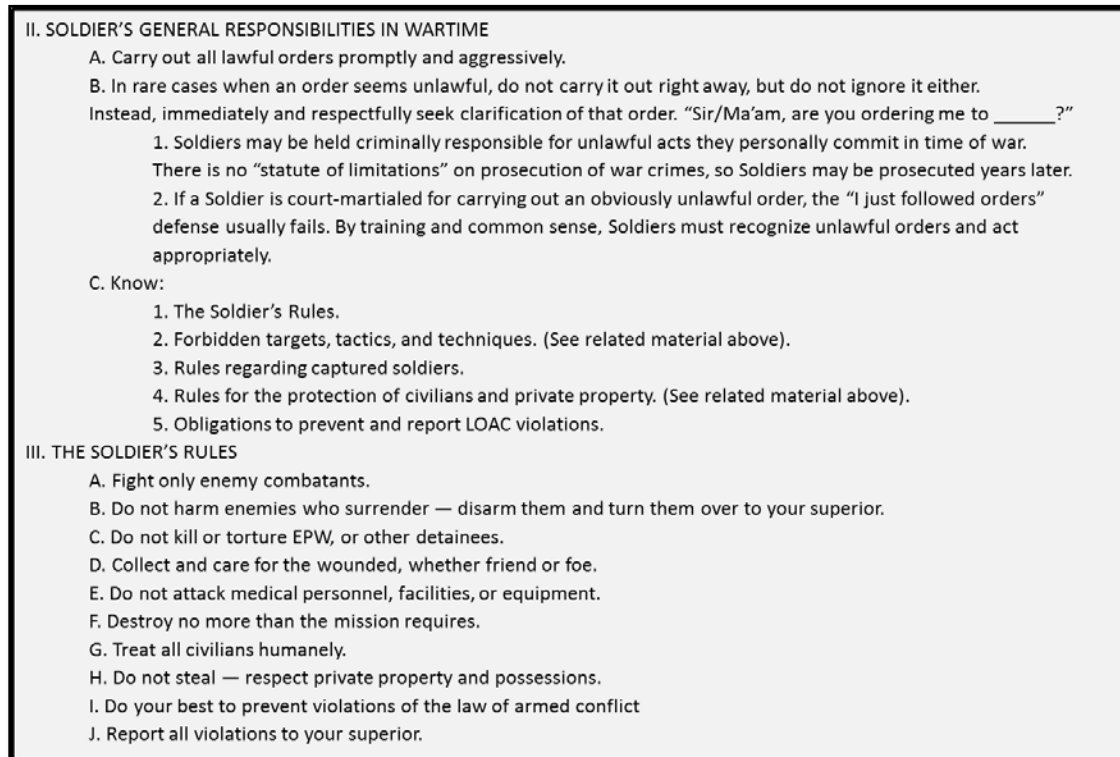 II. SOLDIER’S GENERAL RESPONSIBILITIES IN WARTIME
A. Carry out all lawful orders promptly and aggressively.
B. In rare cases when an order seems unlawful, do not carry it out right away, but do not ignore it either.
Instead, immediately and respectfully seek clarification of that order. “Sir/Ma’am, are you ordering me to ______?”
1. Soldiers may be held criminally responsible for unlawful acts they personally commit in time of war.
There is no “statute of limitations” on prosecution of war crimes, so Soldiers may be prosecuted years later.
2. If a Soldier is court-martialed for carrying out an obviously unlawful order, the “I just followed orders”
defense usually fails. By training and common sense, Soldiers must recognize unlawful orders and act
appropriately.
C. Know:
1. The Soldier’s Rules.
2. Forbidden targets, tactics, and techniques. (See related material above).
3. Rules regarding captured soldiers.
4. Rules for the protection of civilians and private property. (See related material above).
5. Obligations to prevent and report LOAC violations.
III. THE SOLDIER’S RULES
A. Fight only enemy combatants.
B. Do not harm enemies who surrender — disarm them and turn them over to your superior.
C. Do not kill or torture EPW, or other detainees.
D. Collect and care for the wounded, whether friend or foe.
E. Do not attack medical personnel, facilities, or equipment.
F. Destroy no more than the mission requires.
G. Treat all civilians humanely.
H. Do not steal — respect private property and possessions.
I. Do your best to prevent violations of the law of armed conflict
J. Report all violations to your superior.